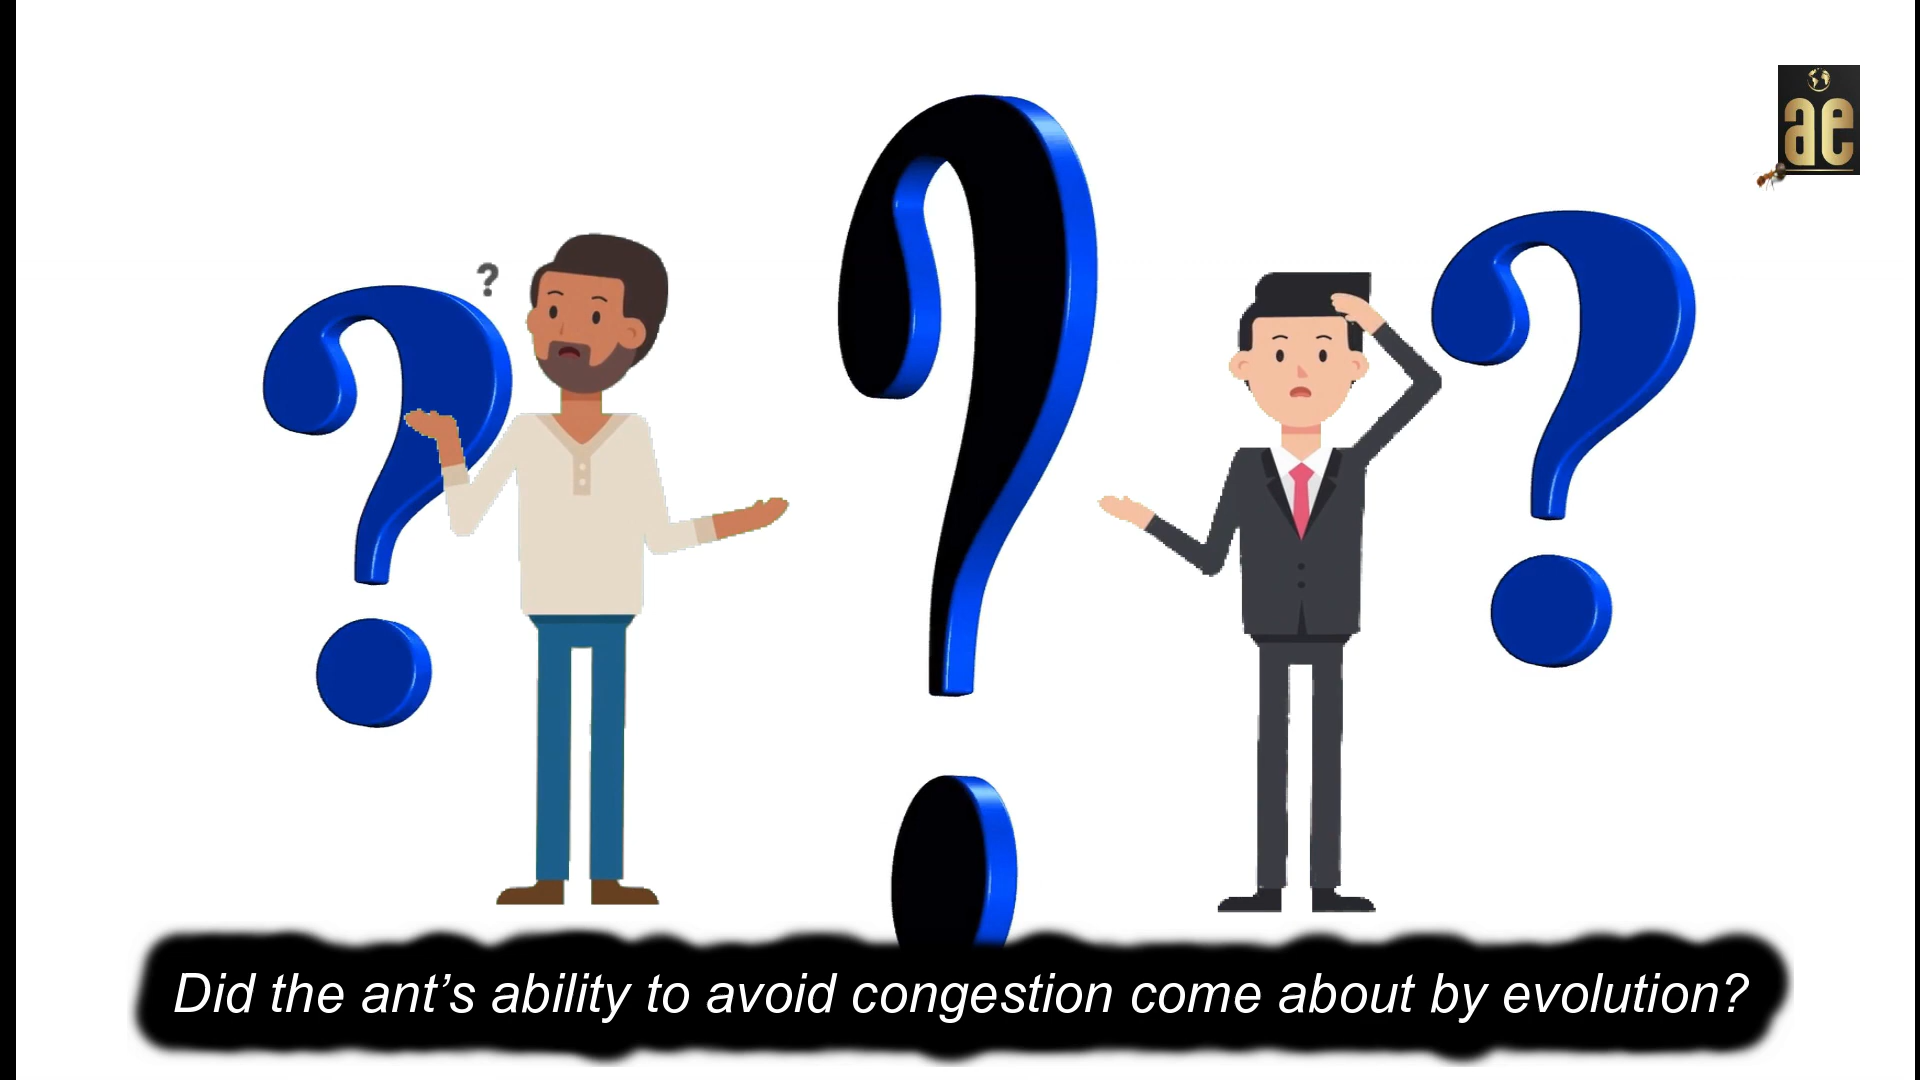 ae
?
Did the ant’s ability to avoid congestion come about by evolution?